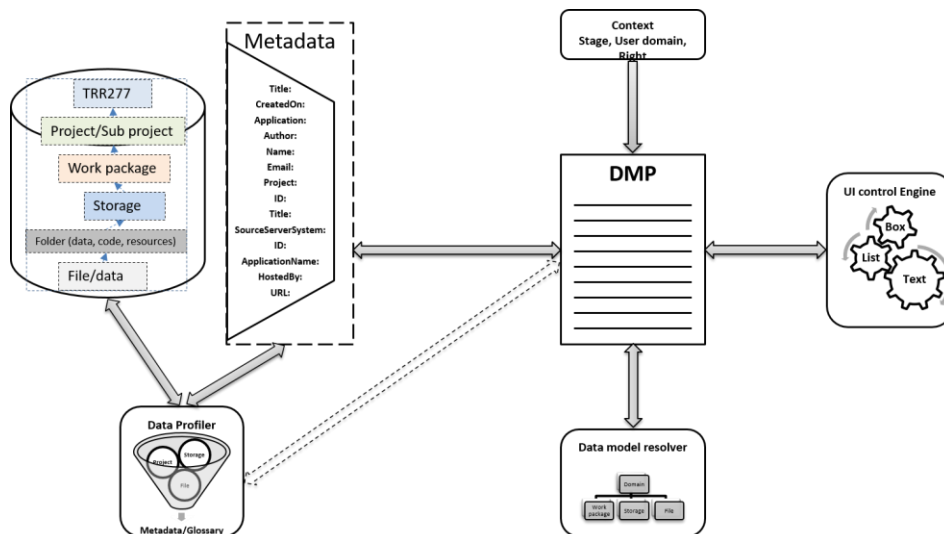 TRR277
Project/Sub project
Work package
Storage
Folder (data, code, resources)
File/data
Metadata
Title:
CreatedOn:
Application:
Author:
Name:
Email:
Project:
ID:
Title:
SourceServerSystem:
ID:
ApplicationName:
HostedBy:
URL:
Context
Stage, User domain,
Right
DMP
UI control Engine
Box
List
Text
Data Profiler
Project
Storage
File
Metadata/Glossary
Data model resolver
Domain
Work
package
Storage
File